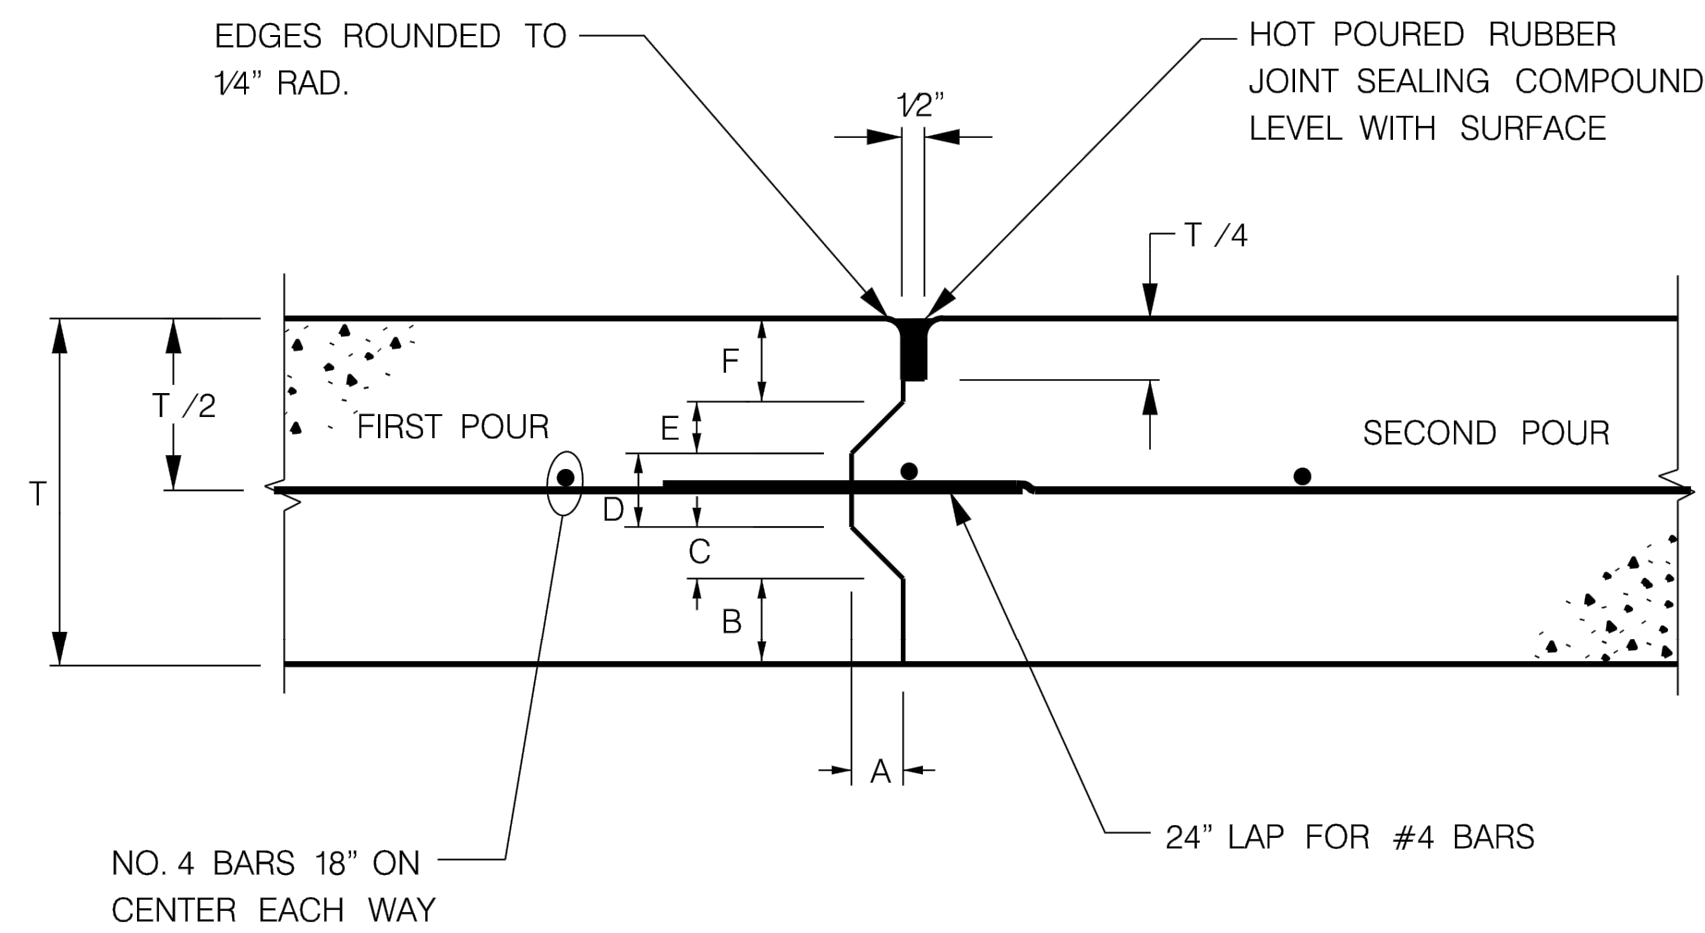 EDGES ROUNDED TO
1/4” RAD.
HOT POURED RUBBER
JOINT SEALING COMPOUND
LEVEL WITH SURFACE
1/2”
T /4
F
T /2
E
FIRST POUR
SECOND POUR
T
D
C
B
A
24” LAP FOR #4 BARS
NO. 4 BARS 18” ON
CENTER EACH WAY